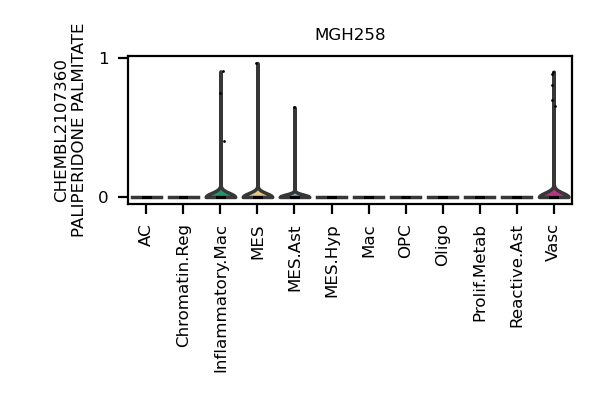 MGH258
CHEMBL2107360
PALIPERIDONE PALMITATE
1
0
AC
Chromatin.Reg
Inflammatory.Mac
MES
MES.Ast
MES.Hyp
Mac
OPC
Oligo
Prolif.Metab
Reactive.Ast
Vasc